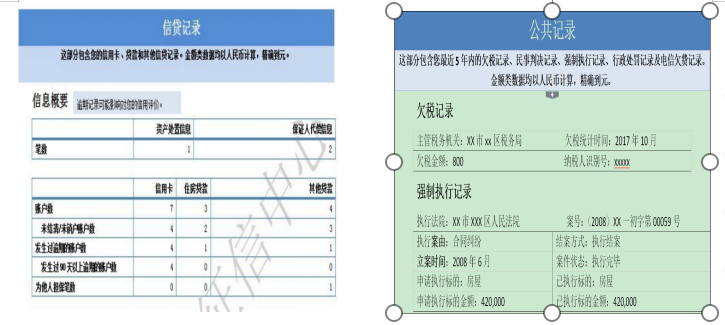 信贷记录
这部分包含您的信用卡、贷款和其他信贷记录。金额类数据均以人民币计算,精确到元。
信息概要 逾期记录可能影响对您的信用评价。
资产处置信息 保证人代偿信息
笔数 1 2
信用卡 住房贷款 其他贷款
账户数 7 3 4
未结清/未销户账户数 4 2 3
发生过逾期的账户数 4 1 1
发生过90天以上逾期的账户数 4 0 0
为他人担保笔数 0 0 1
征信中心
公共记录
这部分包含您最近5年内的欠税记录、民事判决记录、强制执行记录、行政处罚记录及电信欠费记录。
金额类数据均以人民币计算,精确到元。
欠税记录
主管税务机关:XX市xx区税务局 欠税统计时间:2017年10月
欠税金额:800 纳税人识别号:xxxxx
强制执行记录
执行法院:XX市XXX区人民法院 案号:(2008)XX一初字第00059号
执行案由:合同纠纷 结案方式:执行结案
立案时间:2008年6月 案件状态:执行完毕
申请执行标的:房屋 已执行标的:房屋
申请执行标的金额:420,000 已执行标的金额:420,000